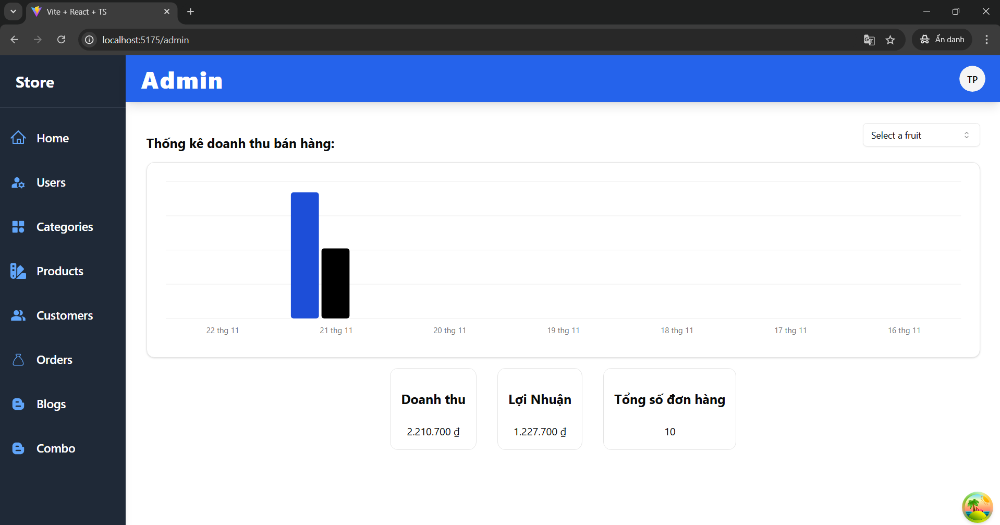 Vite + React + TS
localhost:5175/admin
Ẩn danh
Store
Admin
TP
Home
Users
Categories
Products
Customers
Orders
Blogs
Combo
Thống kê doanh thu bán hàng:
Select a fruit
22 thg 11 21 thg 11 20 thg 11 19 thg 11 18 thg 11 17 thg 11 16 thg 11
Doanh thu
2.210.700 ₫
Lợi Nhuận
1.227.700 ₫
Tổng số đơn hàng
10